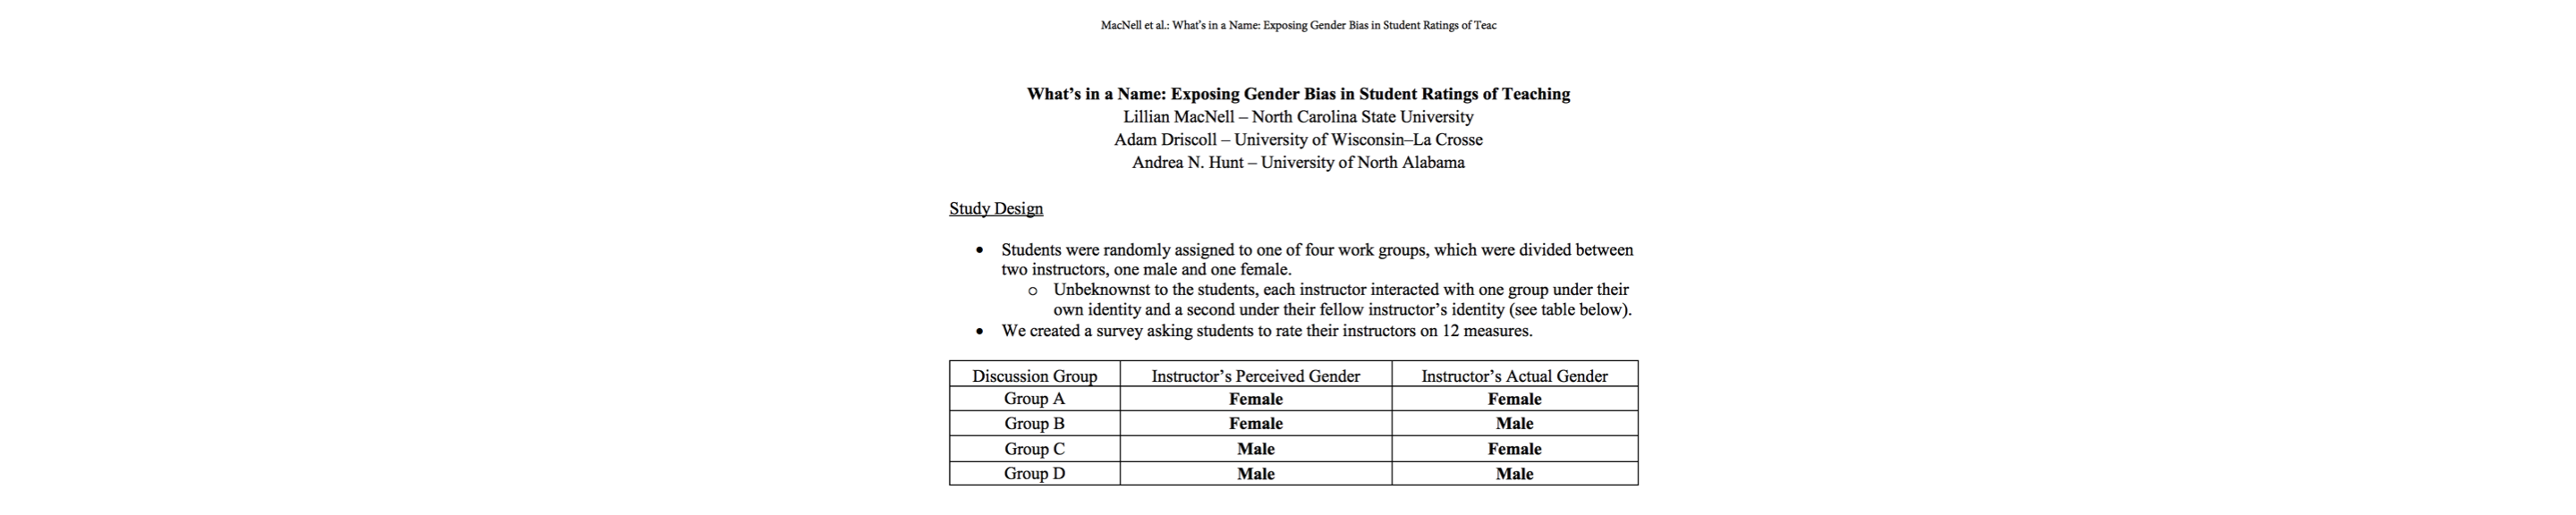 MacNell et al.: What's in a Name: Exposing Gender Bias in Student Ratings of Teac
What's in a Name: Exposing Gender Bias in Student Ratings of Teaching
Lillian MacNell – North Carolina State University
Adam Driscoll – University of Wisconsin–La Crosse
Andrea N. Hunt – University of North Alabama
Study Design
• Students were randomly assigned to one of four work groups, which were divided between
two instructors, one male and one female.
o Unbeknownst to the students, each instructor interacted with one group under their
own identity and a second under their fellow instructor's identity (see table below).
• We created a survey asking students to rate their instructors on 12 measures.
Discussion Group Instructor's Perceived Gender Instructor's Actual Gender
Group A Female Female
Group B Female Male
Group C Male Female
Group D Male Male